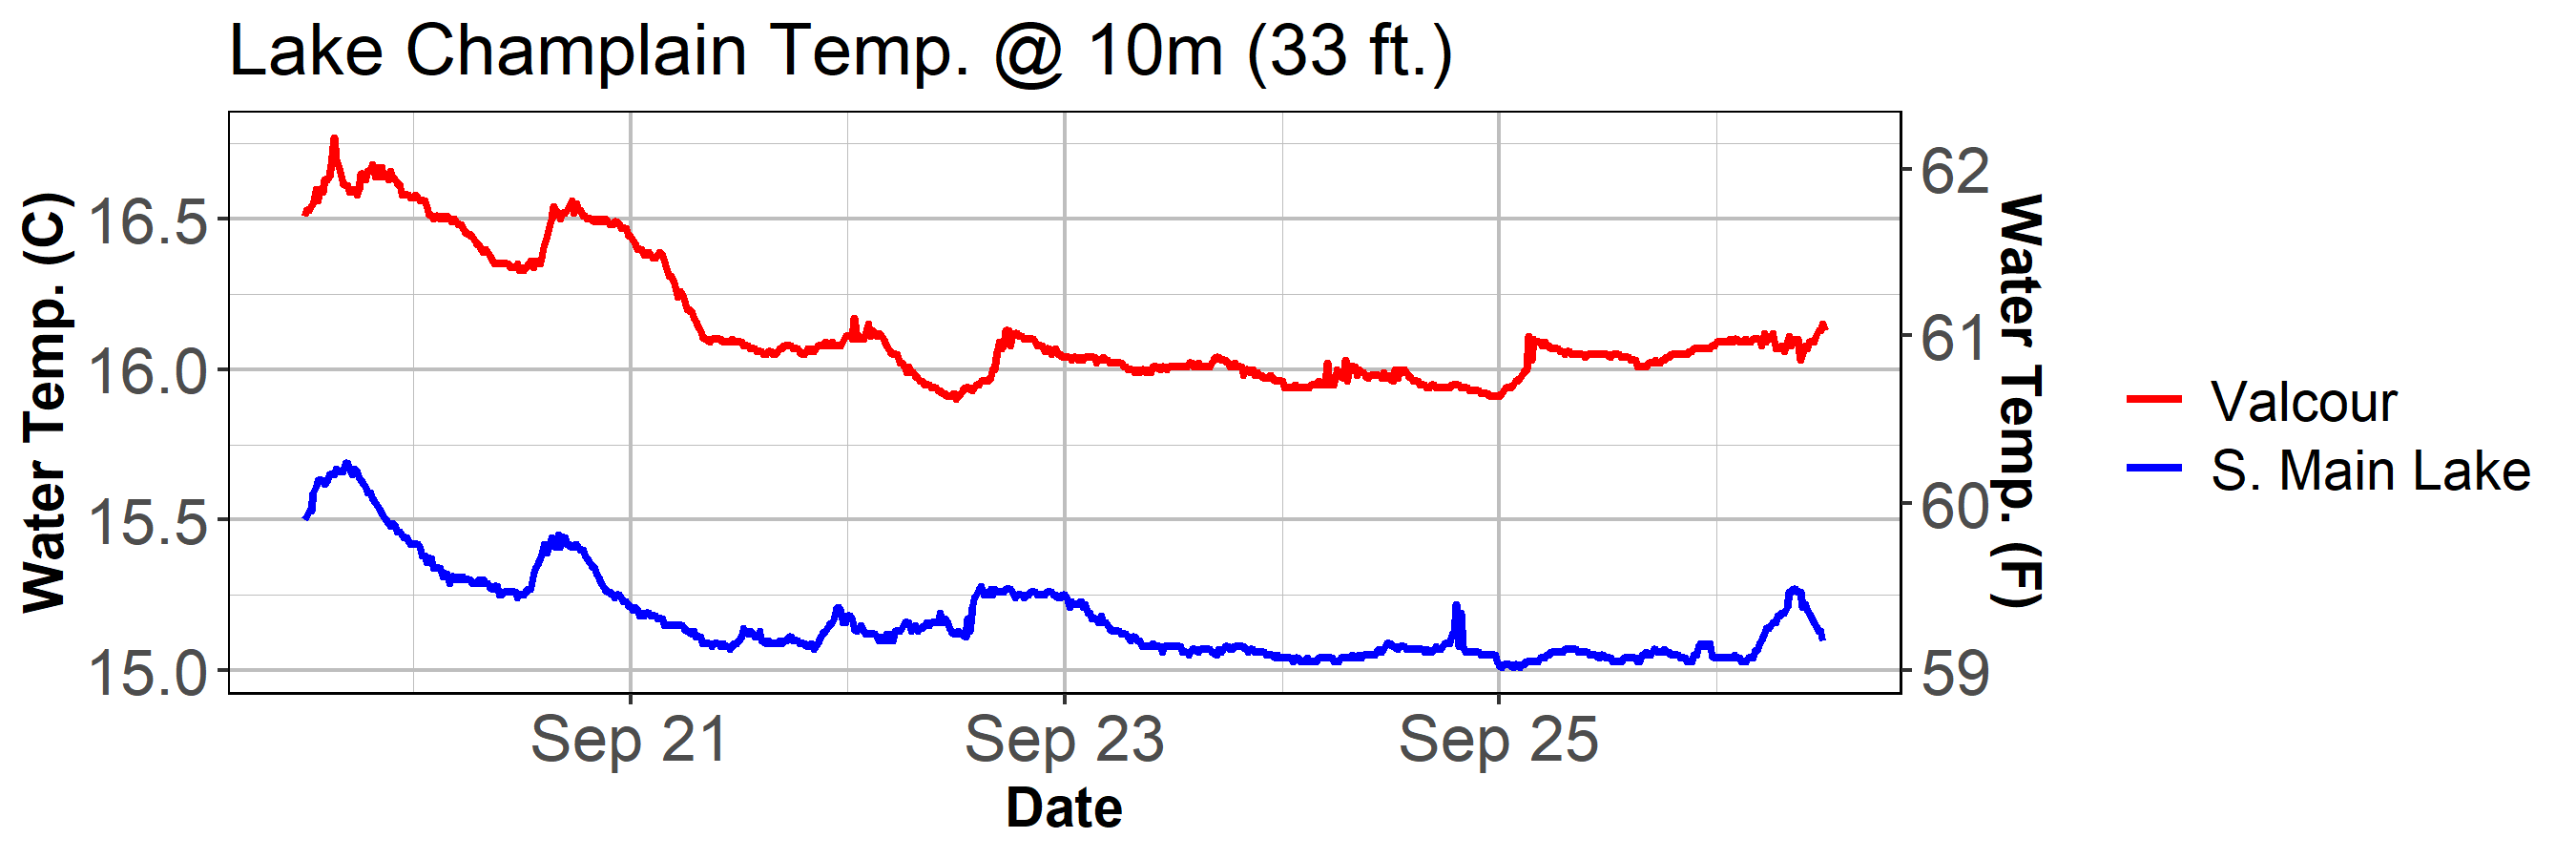 Lake Champlain Temp. @ 10m (33 ft.)
Water Temp. (C)
16.5
16.0
15.5
15.0
62
61
60
59
Water Temp. (F)
Sep 21
Sep 23
Sep 25
Date
Valcour
S. Main Lake